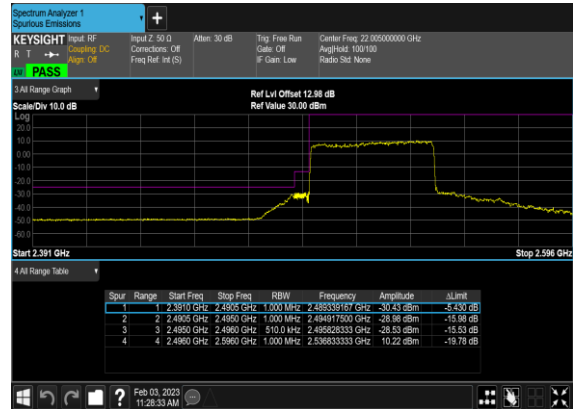 Spectrum Analyzer 1
Spurious Emissions
KEYSIGHT Input: RF
R T Coupling: DC
Align: Off
Input Z: 50 Ω
Corrections: Off
Freq Ref: Int (S)
Atten: 30 dB
Trig: Free Run
Gate: Off
IF Gain: Low
Center Freq: 22.005000000 GHz
Avg|Hold: 100/100
Radio Std: None
PASS
3 All Range Graph
Scale/Div 10.0 dB
Ref Lvl Offset 12.98 dB
Ref Value 30.00 dBm
Log
20.0
10.0
0.00
-10.0
-20.0
-30.0
-40.0
-50.0
-60.0
Start 2.391 GHz
Stop 2.596 GHz
4 All Range Table
Spur Range Start Freq Stop Freq RBW Frequency Amplitude ΔLimit
1 1 2.3910 GHz 2.4905 GHz 1.000 MHz 2.489339167 GHz -30.43 dBm -5.430 dB
2 2 2.4905 GHz 2.4950 GHz 1.000 MHz 2.494917500 GHz -28.98 dBm -15.98 dB
3 3 2.4950 GHz 2.4960 GHz 510.0 kHz 2.495828333 GHz -28.53 dBm -15.53 dB
4 4 2.4960 GHz 2.5960 GHz 1.000 MHz 2.536833333 GHz 10.22 dBm -19.78 dB
?
Feb 03, 2023
11:28:33 AM